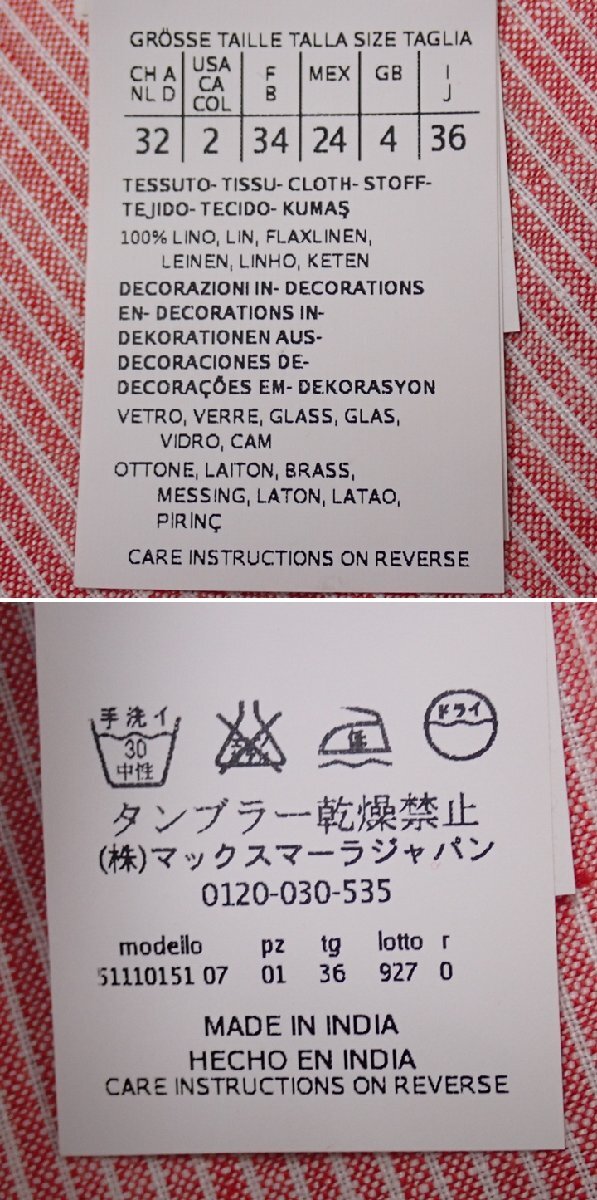 GRÖSSE TAILLE TALLA SIZE TAGLIA
CH A NL D | USA CA COL | F B | MEX | GB | I J
32 | 2 | 34 | 24 | 4 | 36
TESSUTO- TISSU- CLOTH- STOFF-
TEJIDO- TECIDO- KUMAŞ
100% LINO, LIN, FLAXLINEN,
LEINEN, LINHO, KETEN
DECORAZIONI IN- DECORATIONS
EN- DECORATIONS IN-
DEKORATIONEN AUS-
DECORACIONES DE-
DECORAÇÕES EM- DEKORASYON
VETRO, VERRE, GLASS, GLAS,
VIDRO, CAM
OTTONE, LAITON, BRASS,
MESSING, LATON, LATAO,
PIRINÇ
CARE INSTRUCTIONS ON REVERSE
手洗イ
30
中性
低
ドライ
タンブラー乾燥禁止
(株)マックスマーラジャパン
0120-030-535
modello pz tg lotto r
51110151 07 01 36 927 0
MADE IN INDIA
HECHO EN INDIA
CARE INSTRUCTIONS ON REVERSE